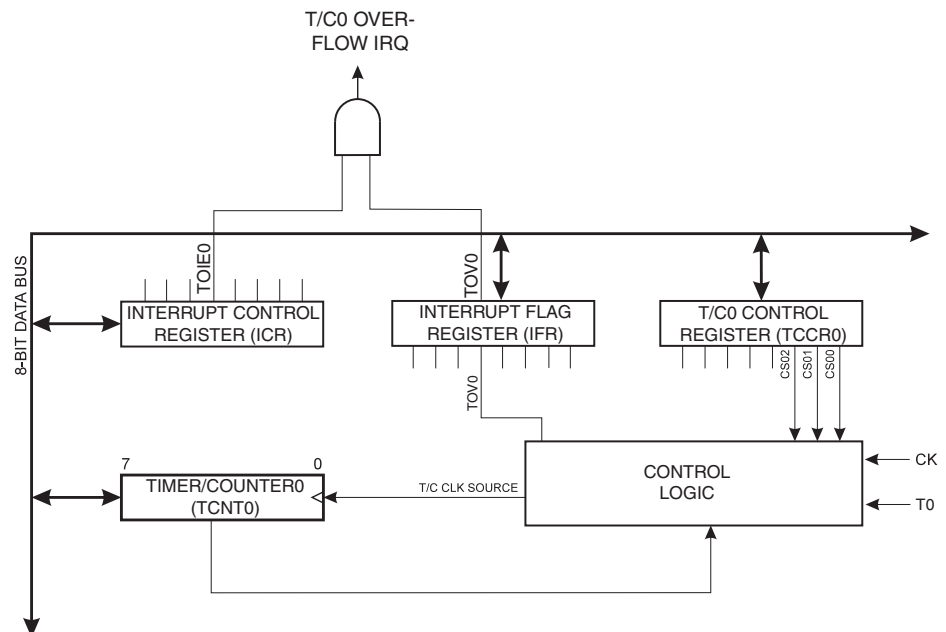 T/C0 OVER-
FLOW IRQ
8-BIT DATA BUS
TOIE0
TOV0
INTERRUPT CONTROL
REGISTER (ICR)
INTERRUPT FLAG
REGISTER (IFR)
T/C0 CONTROL
REGISTER (TCCR0)
TOV0
CS02
CS01
CS00
7
0
TIMER/COUNTER0
(TCNT0)
T/C CLK SOURCE
CONTROL
LOGIC
CK
T0